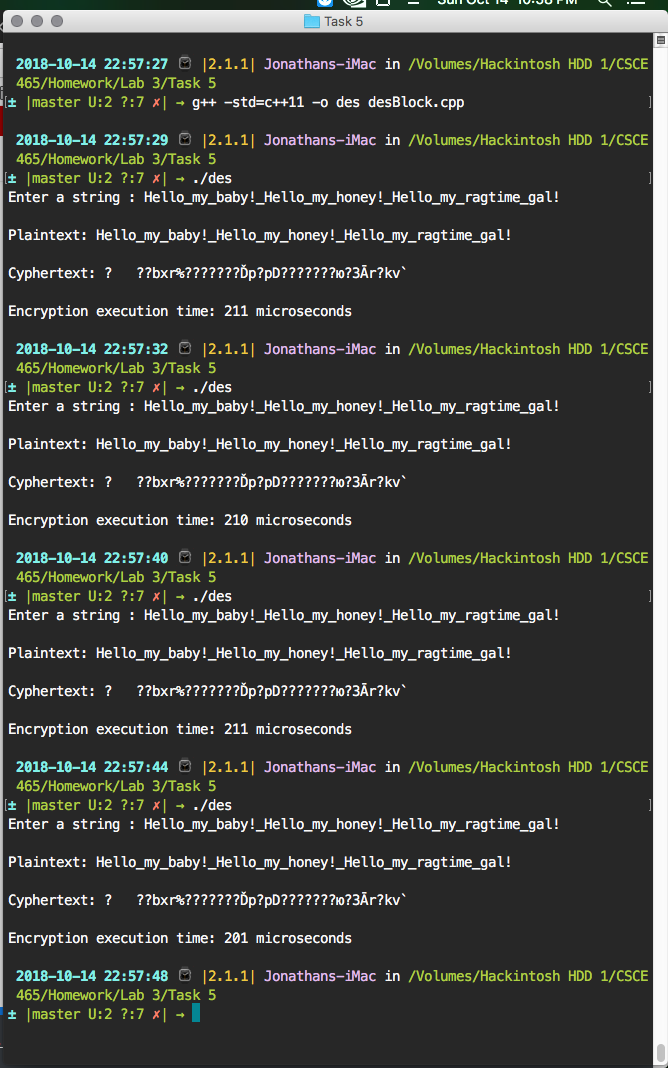 Sun Oct 14 10:58 PM
Task 5
2018-10-14 22:57:27 |2.1.1| Jonathans-iMac in /Volumes/Hackintosh HDD 1/CSCE
465/Homework/Lab 3/Task 5
[± |master U:2 ?:7 ✗| → g++ -std=c++11 -o des desBlock.cpp ]
2018-10-14 22:57:29 |2.1.1| Jonathans-iMac in /Volumes/Hackintosh HDD 1/CSCE
465/Homework/Lab 3/Task 5
[± |master U:2 ?:7 ✗| → ./des ]
Enter a string : Hello_my_baby!_Hello_my_honey!_Hello_my_ragtime_gal!
Plaintext: Hello_my_baby!_Hello_my_honey!_Hello_my_ragtime_gal!
Cyphertext: ?   ??bxr%???????Ďp?pD???????ю?3Ār?kv`
Encryption execution time: 211 microseconds
2018-10-14 22:57:32 |2.1.1| Jonathans-iMac in /Volumes/Hackintosh HDD 1/CSCE
465/Homework/Lab 3/Task 5
[± |master U:2 ?:7 ✗| → ./des ]
Enter a string : Hello_my_baby!_Hello_my_honey!_Hello_my_ragtime_gal!
Plaintext: Hello_my_baby!_Hello_my_honey!_Hello_my_ragtime_gal!
Cyphertext: ?   ??bxr%???????Ďp?pD???????ю?3Ār?kv`
Encryption execution time: 210 microseconds
2018-10-14 22:57:40 |2.1.1| Jonathans-iMac in /Volumes/Hackintosh HDD 1/CSCE
465/Homework/Lab 3/Task 5
[± |master U:2 ?:7 ✗| → ./des ]
Enter a string : Hello_my_baby!_Hello_my_honey!_Hello_my_ragtime_gal!
Plaintext: Hello_my_baby!_Hello_my_honey!_Hello_my_ragtime_gal!
Cyphertext: ?   ??bxr%???????Ďp?pD???????ю?3Ār?kv`
Encryption execution time: 211 microseconds
2018-10-14 22:57:44 |2.1.1| Jonathans-iMac in /Volumes/Hackintosh HDD 1/CSCE
465/Homework/Lab 3/Task 5
[± |master U:2 ?:7 ✗| → ./des ]
Enter a string : Hello_my_baby!_Hello_my_honey!_Hello_my_ragtime_gal!
Plaintext: Hello_my_baby!_Hello_my_honey!_Hello_my_ragtime_gal!
Cyphertext: ?   ??bxr%???????Ďp?pD???????ю?3Ār?kv`
Encryption execution time: 201 microseconds
2018-10-14 22:57:48 |2.1.1| Jonathans-iMac in /Volumes/Hackintosh HDD 1/CSCE
465/Homework/Lab 3/Task 5
± |master U:2 ?:7 ✗| →